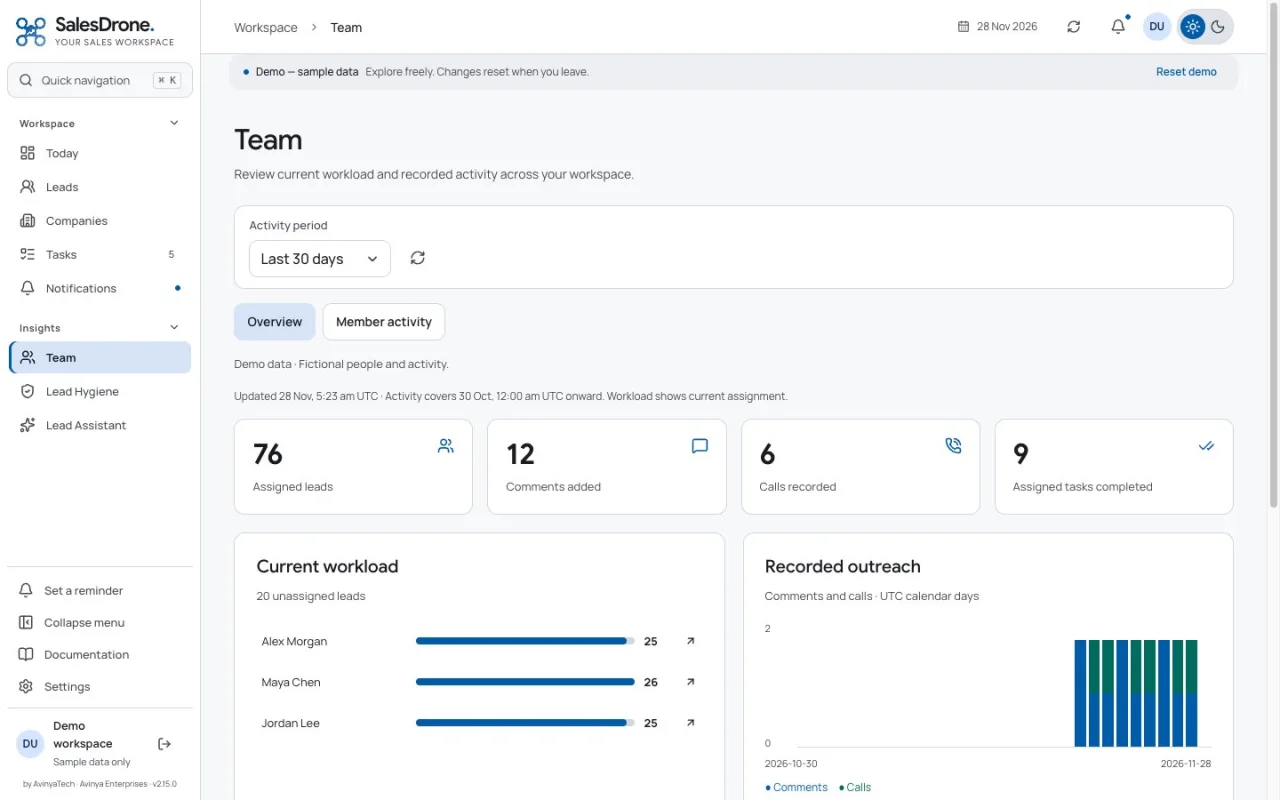 SalesDrone.
YOUR SALES WORKSPACE
Quick navigation ⌘ K
Workspace
Today
Leads
Companies
Tasks 5
Notifications
Insights
Team
Lead Hygiene
Lead Assistant
Set a reminder
Collapse menu
Documentation
Settings
DU
Demo workspace
Sample data only
by AvinyaTech · Avinya Enterprises · v2.15.0
Workspace > Team
28 Nov 2026
DU
Demo — sample data Explore freely. Changes reset when you leave.
Reset demo
Team
Review current workload and recorded activity across your workspace.
Activity period
Last 30 days
Overview
Member activity
Demo data · Fictional people and activity.
Updated 28 Nov, 5:23 am UTC · Activity covers 30 Oct, 12:00 am UTC onward. Workload shows current assignment.
76
Assigned leads
12
Comments added
6
Calls recorded
9
Assigned tasks completed
Current workload
20 unassigned leads
Alex Morgan 25
Maya Chen 26
Jordan Lee 25
Recorded outreach
Comments and calls · UTC calendar days
2
0
2026-10-30
2026-11-28
Comments
Calls